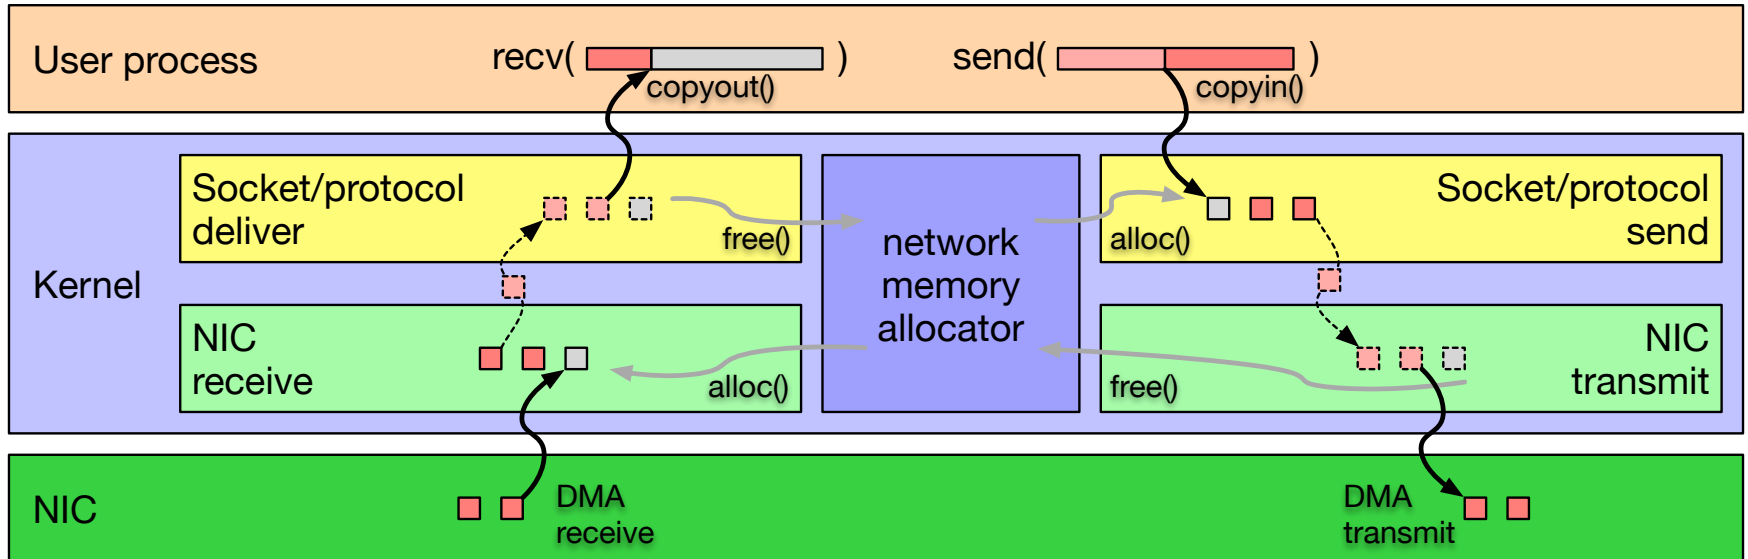 User process
recv(
)
copyout()
send(
)
copyin()
Kernel
Socket/protocol
deliver
free()
network
memory
allocator
alloc()
Socket/protocol
send
NIC
receive
alloc()
free()
NIC
transmit
NIC
DMA
receive
DMA
transmit